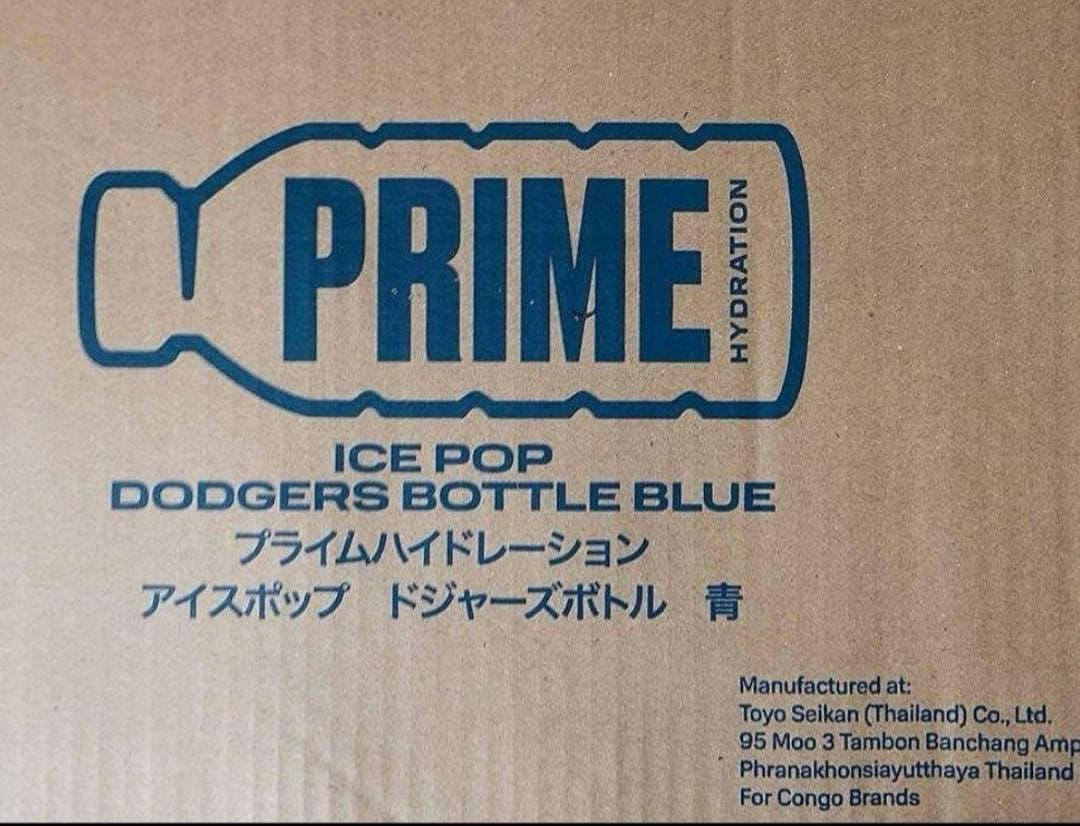 PRIME
HYDRATION
ICE POP
DODGERS BOTTLE BLUE
プライムハイドレーション
アイスポップ　ドジャーズボトル　青
Manufactured at:
Toyo Seikan (Thailand) Co., Ltd.
95 Moo 3 Tambon Banchang Amp
Phranakhonsiayutthaya Thailand
For Congo Brands